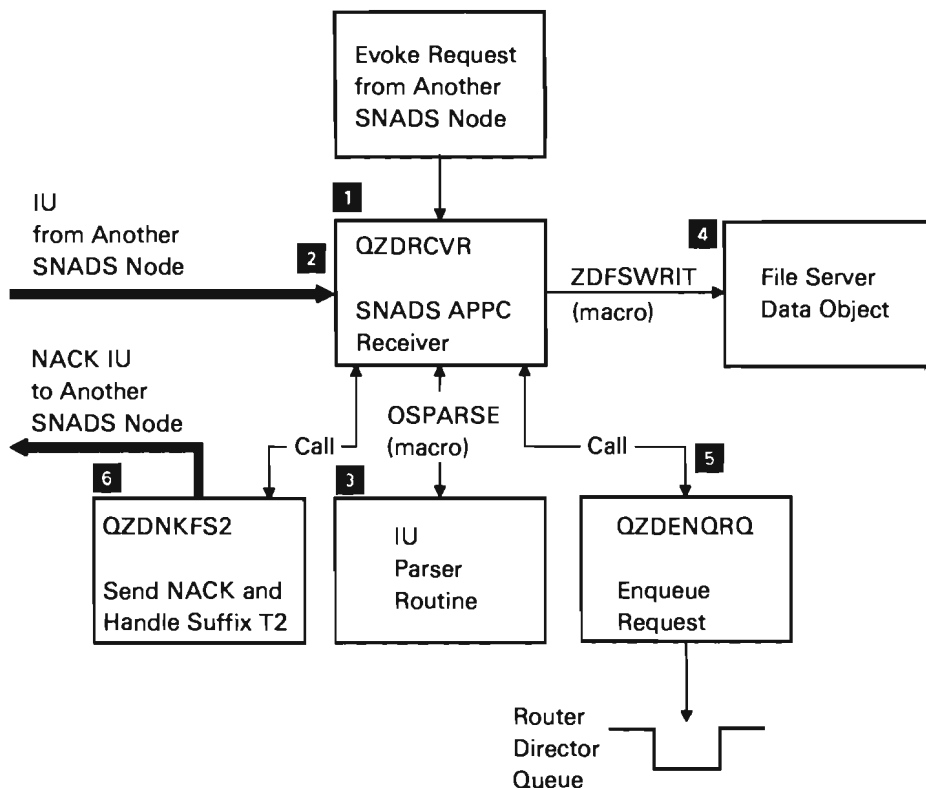 Evoke Request
from Another
SNADS Node
1
IU
from Another
SNADS Node
2
QZDRCVR
SNADS APPC
Receiver
ZDFSWRIT
(macro)
4
File Server
Data Object
NACK IU
to Another
SNADS Node
Call
OSPARSE
(macro)
Call
6
QZDNKFS2
Send NACK and
Handle Suffix T2
3
IU
Parser
Routine
5
QZDENQRQ
Enqueue
Request
Router
Director
Queue